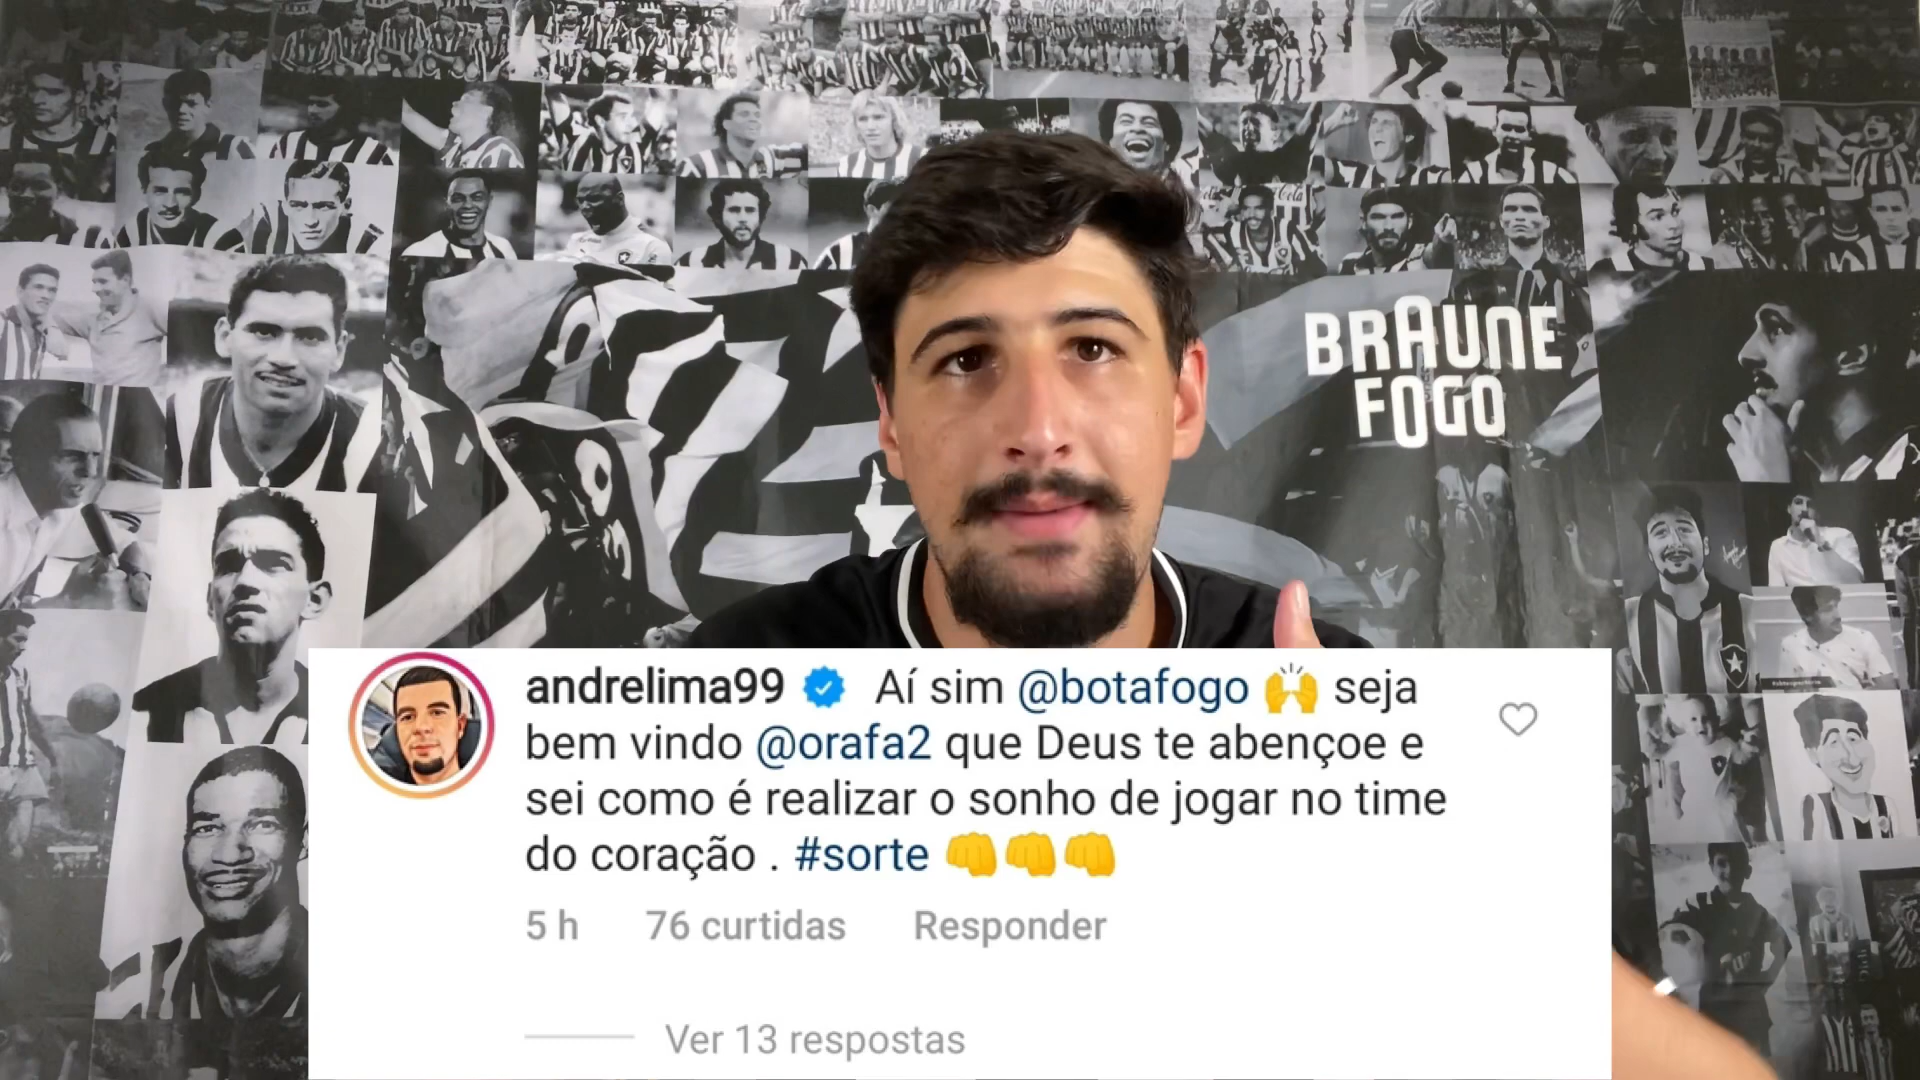 BRAUNE
FOGO
andrelima99 Aí sim @botafogo 🙌 seja
bem vindo @orafa2 que Deus te abençoe e
sei como é realizar o sonho de jogar no time
do coração . #sorte 👊👊👊
5 h 76 curtidas Responder
Ver 13 respostas